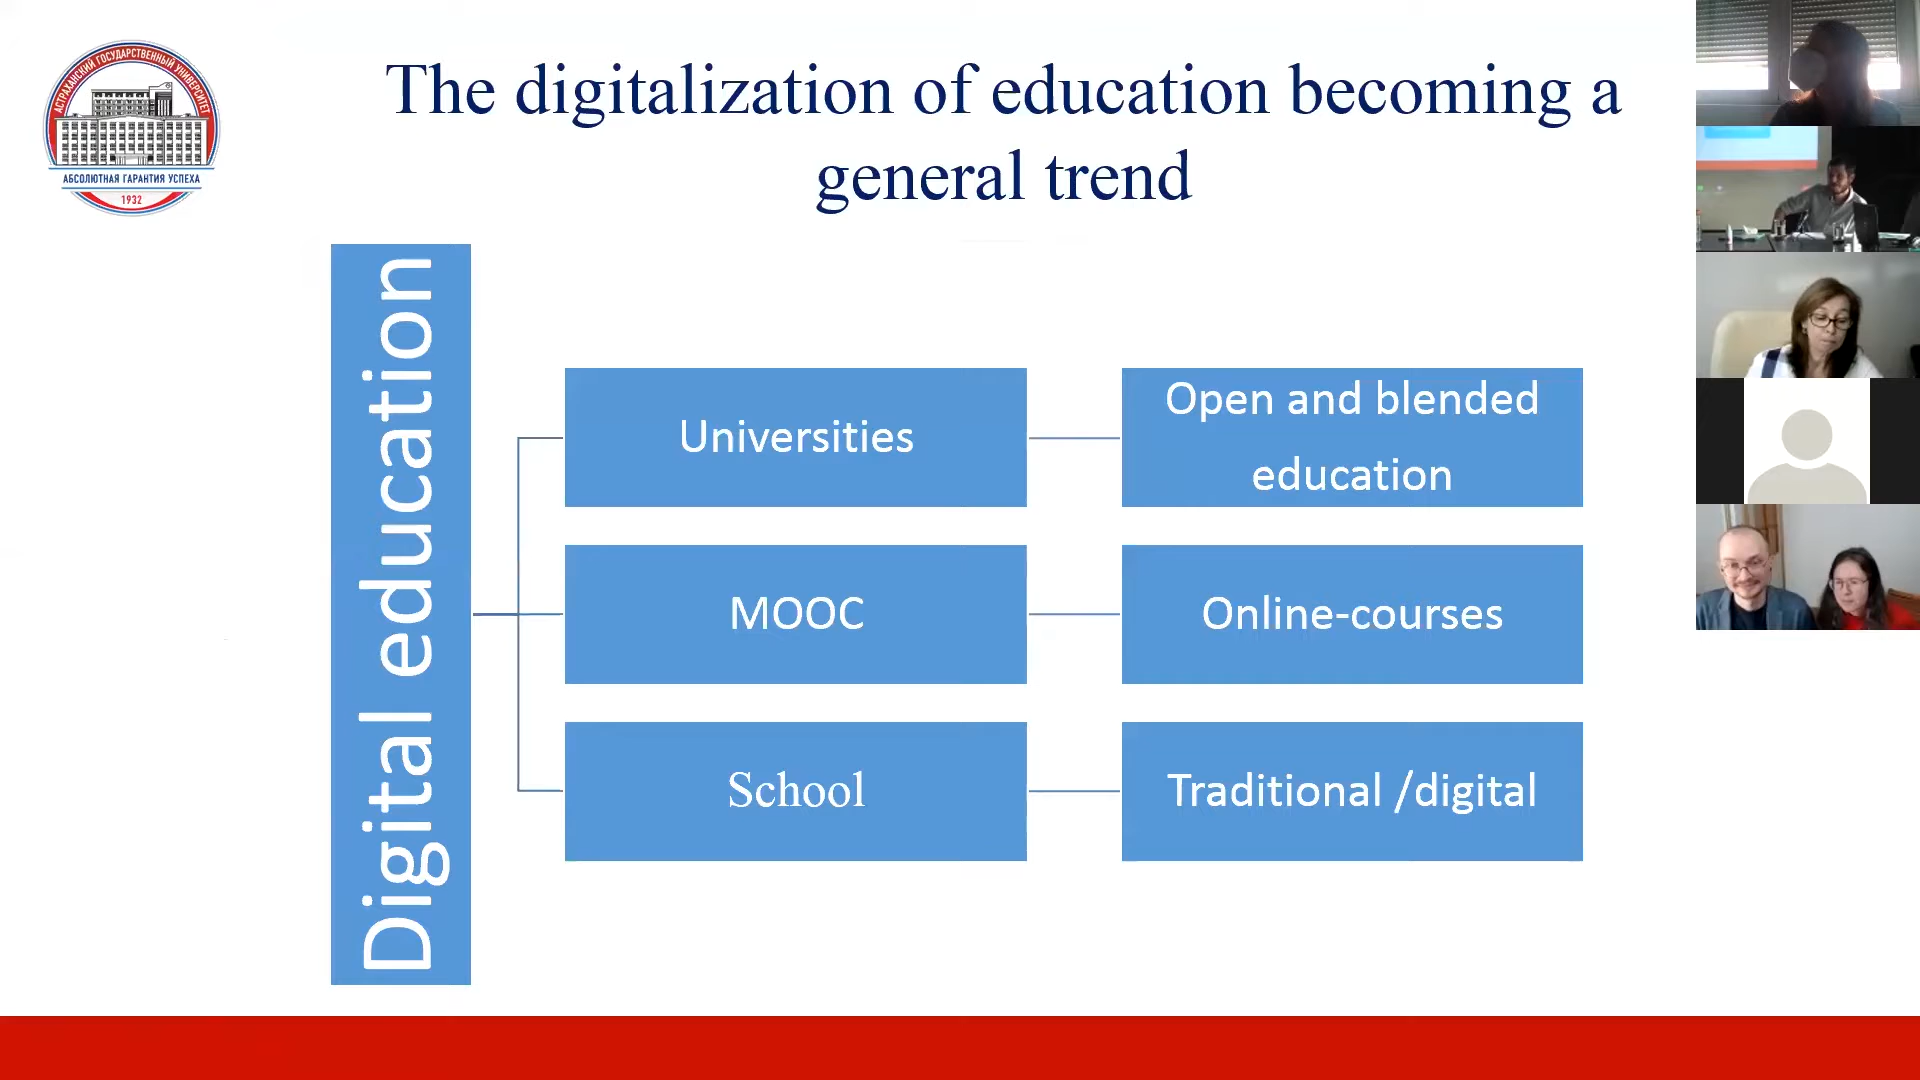 АСТРАХАНСКИЙ ГОСУДАРСТВЕННЫЙ УНИВЕРСИТЕТ
АБСОЛЮТНАЯ ГАРАНТИЯ УСПЕХА
1932
The digitalization of education becoming a
general trend
Digital education
Universities
Open and blended
education
MOOC
Online-courses
School
Traditional /digital